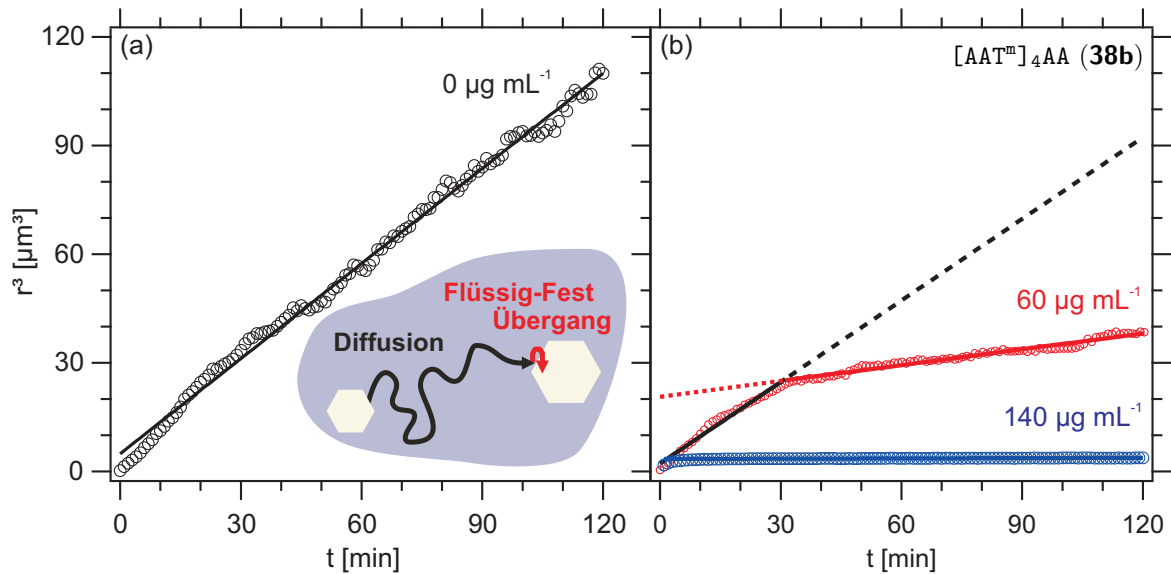 120
90
60
30
0
r³ [µm³]
(a)
0 µg mL⁻¹
Flüssig-Fest
Übergang
Diffusion
0 30 60 90 120
t [min]
(b)
[AATᵐ]₄AA (38b)
60 µg mL⁻¹
140 µg mL⁻¹
0 30 60 90 120
t [min]